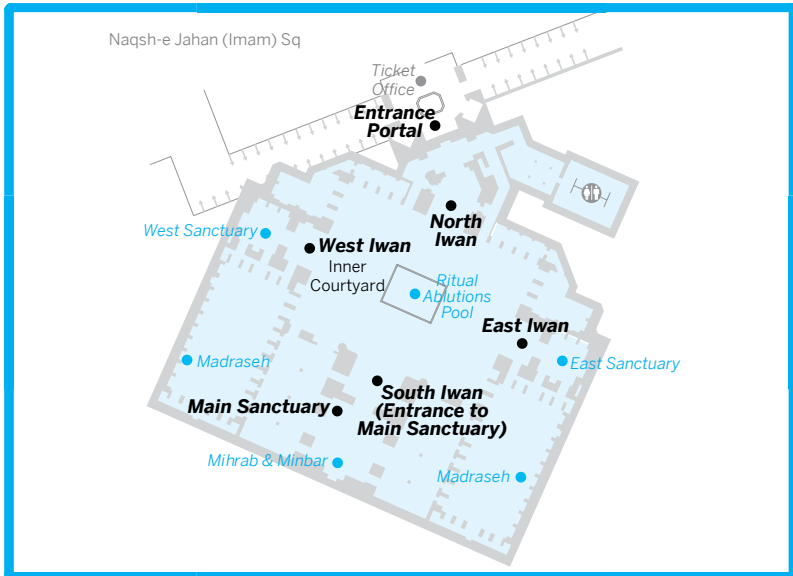 Naqsh-e Jahan (Imam) Sq
Ticket
Office
Entrance
Portal
North
Iwan
West Sanctuary
West Iwan
Inner
Courtyard
Ritual
Ablutions
Pool
East Iwan
East Sanctuary
Madraseh
South Iwan
(Entrance to
Main Sanctuary)
Main Sanctuary
Mihrab & Minbar
Madraseh